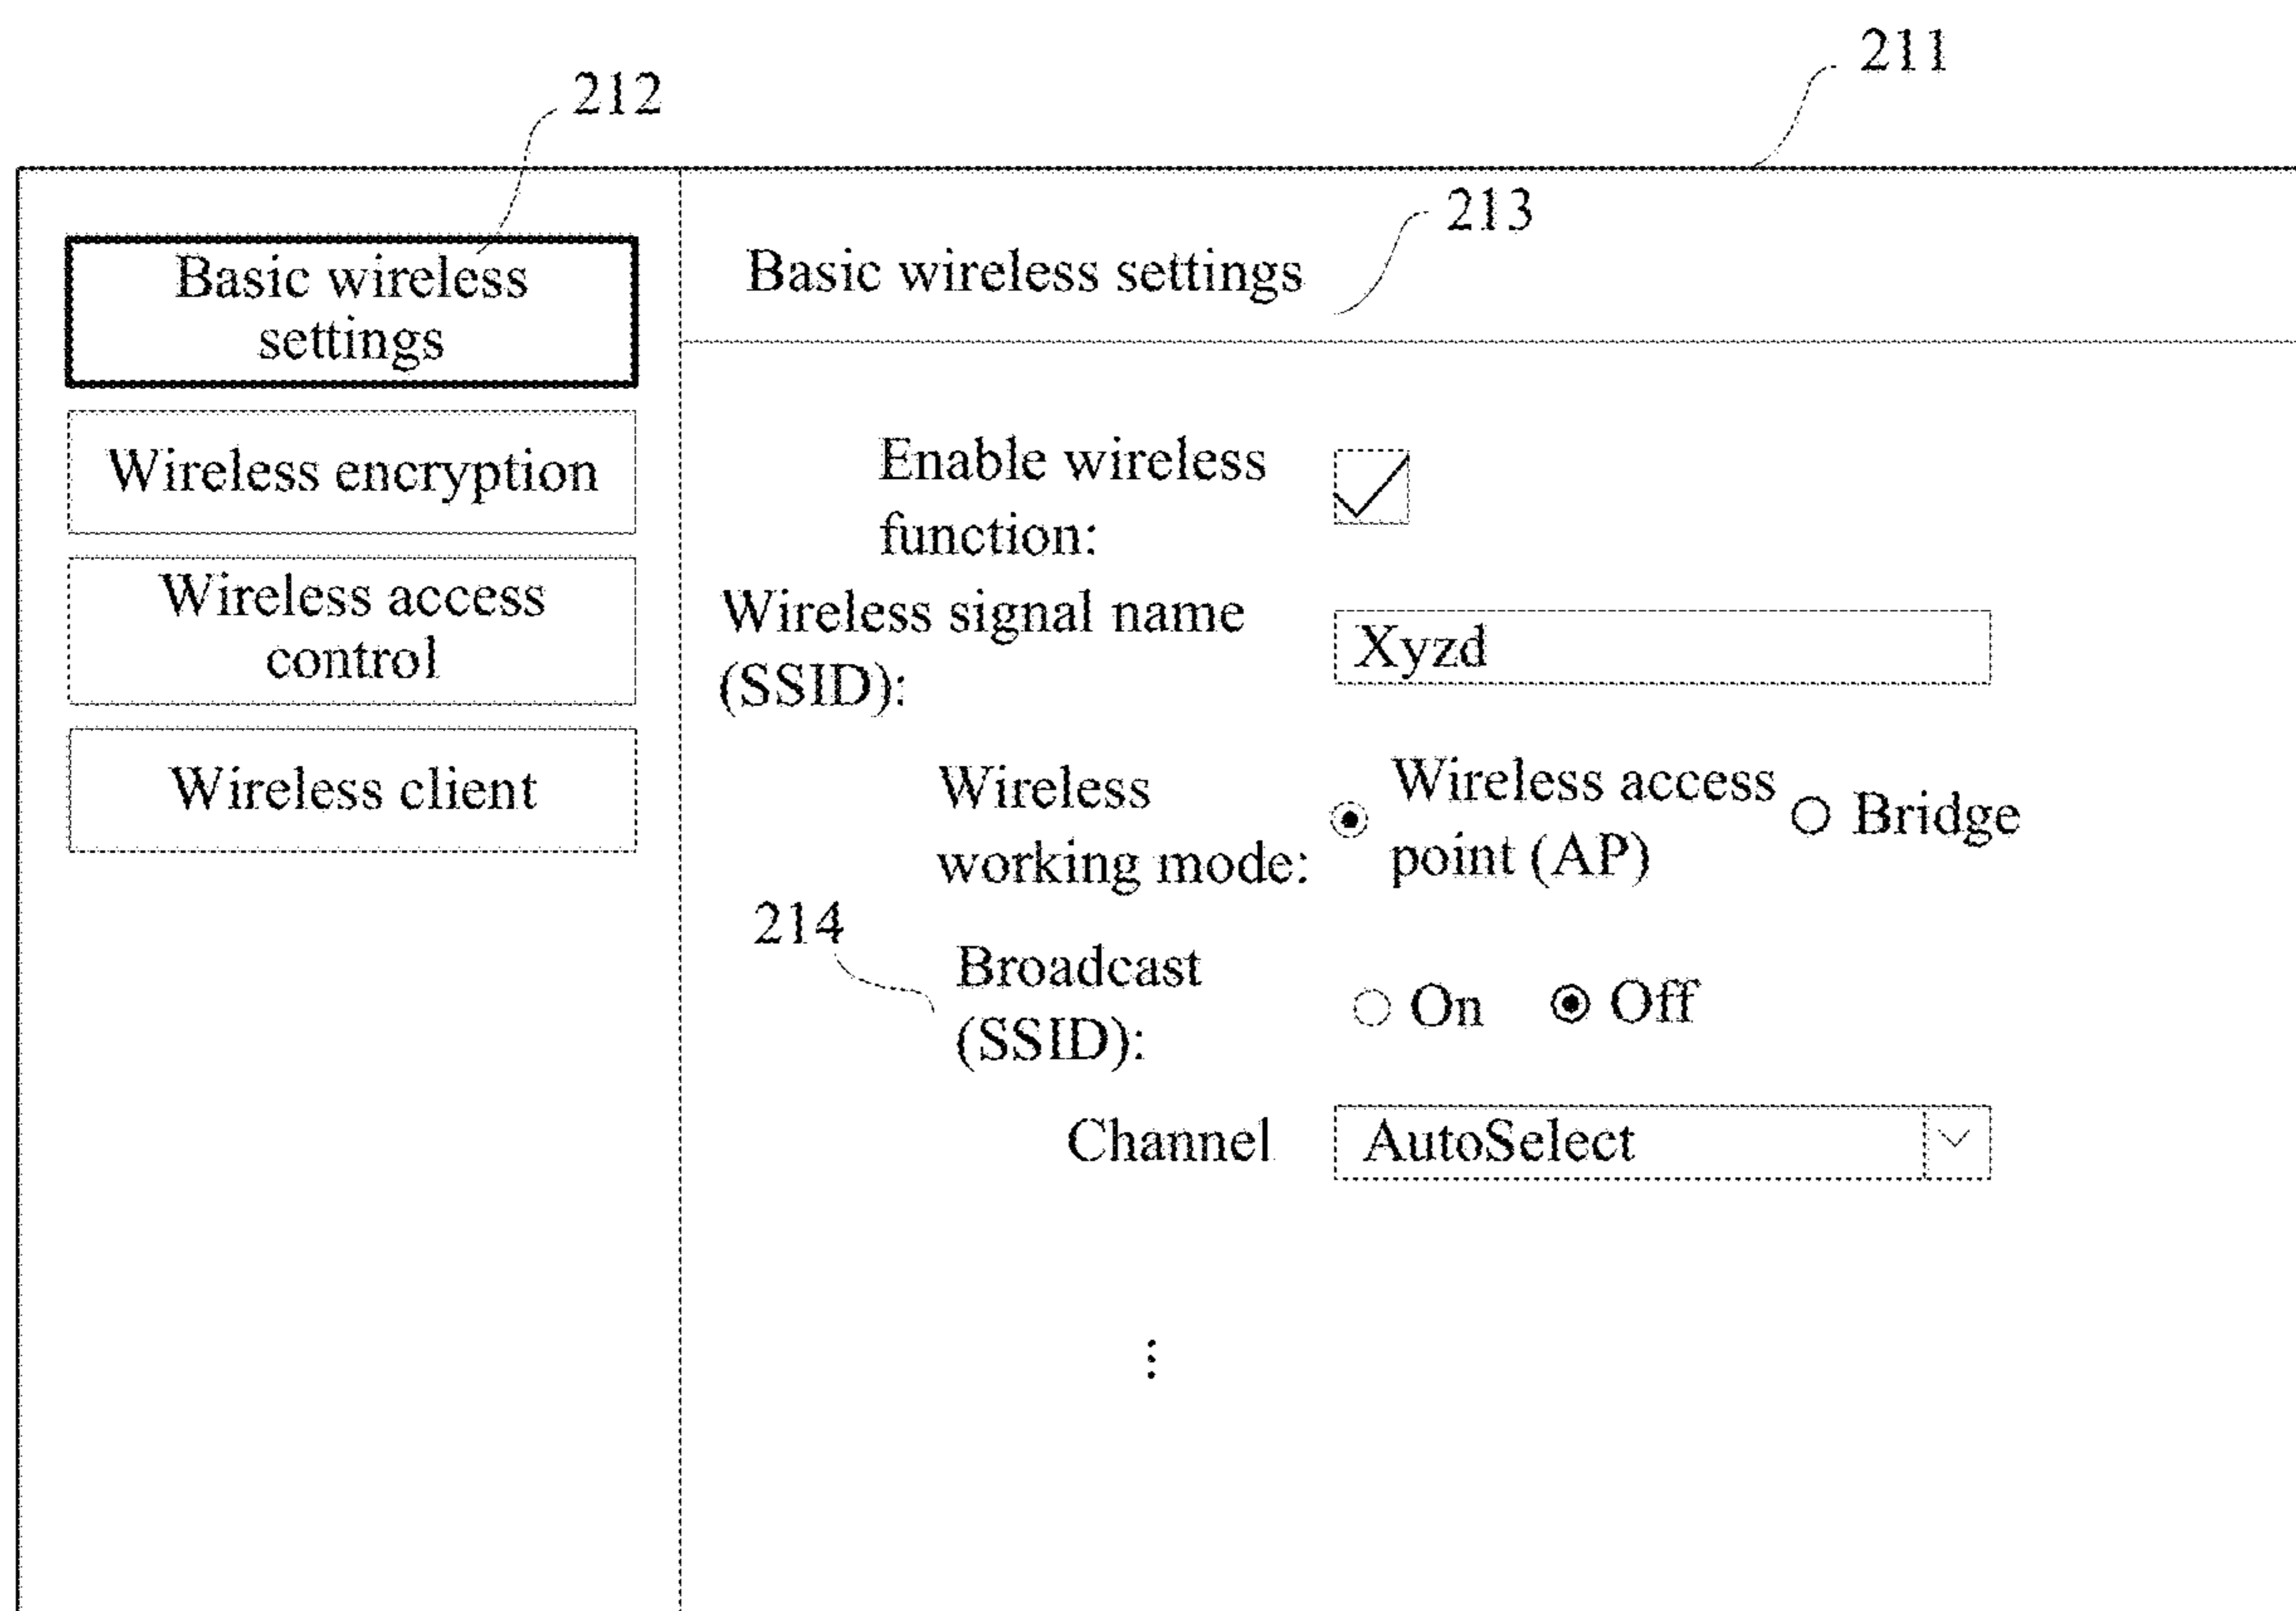 211
212
213
Basic wireless
settings
Wireless encryption
Wireless access
control
Wireless client
Basic wireless settings
Enable wireless
function:
Wireless signal name
(SSID):
Xyzd
Wireless
working mode:
Wireless access
point (AP)
Bridge
214
Broadcast
(SSID):
On
Off
Channel
AutoSelect
⋮